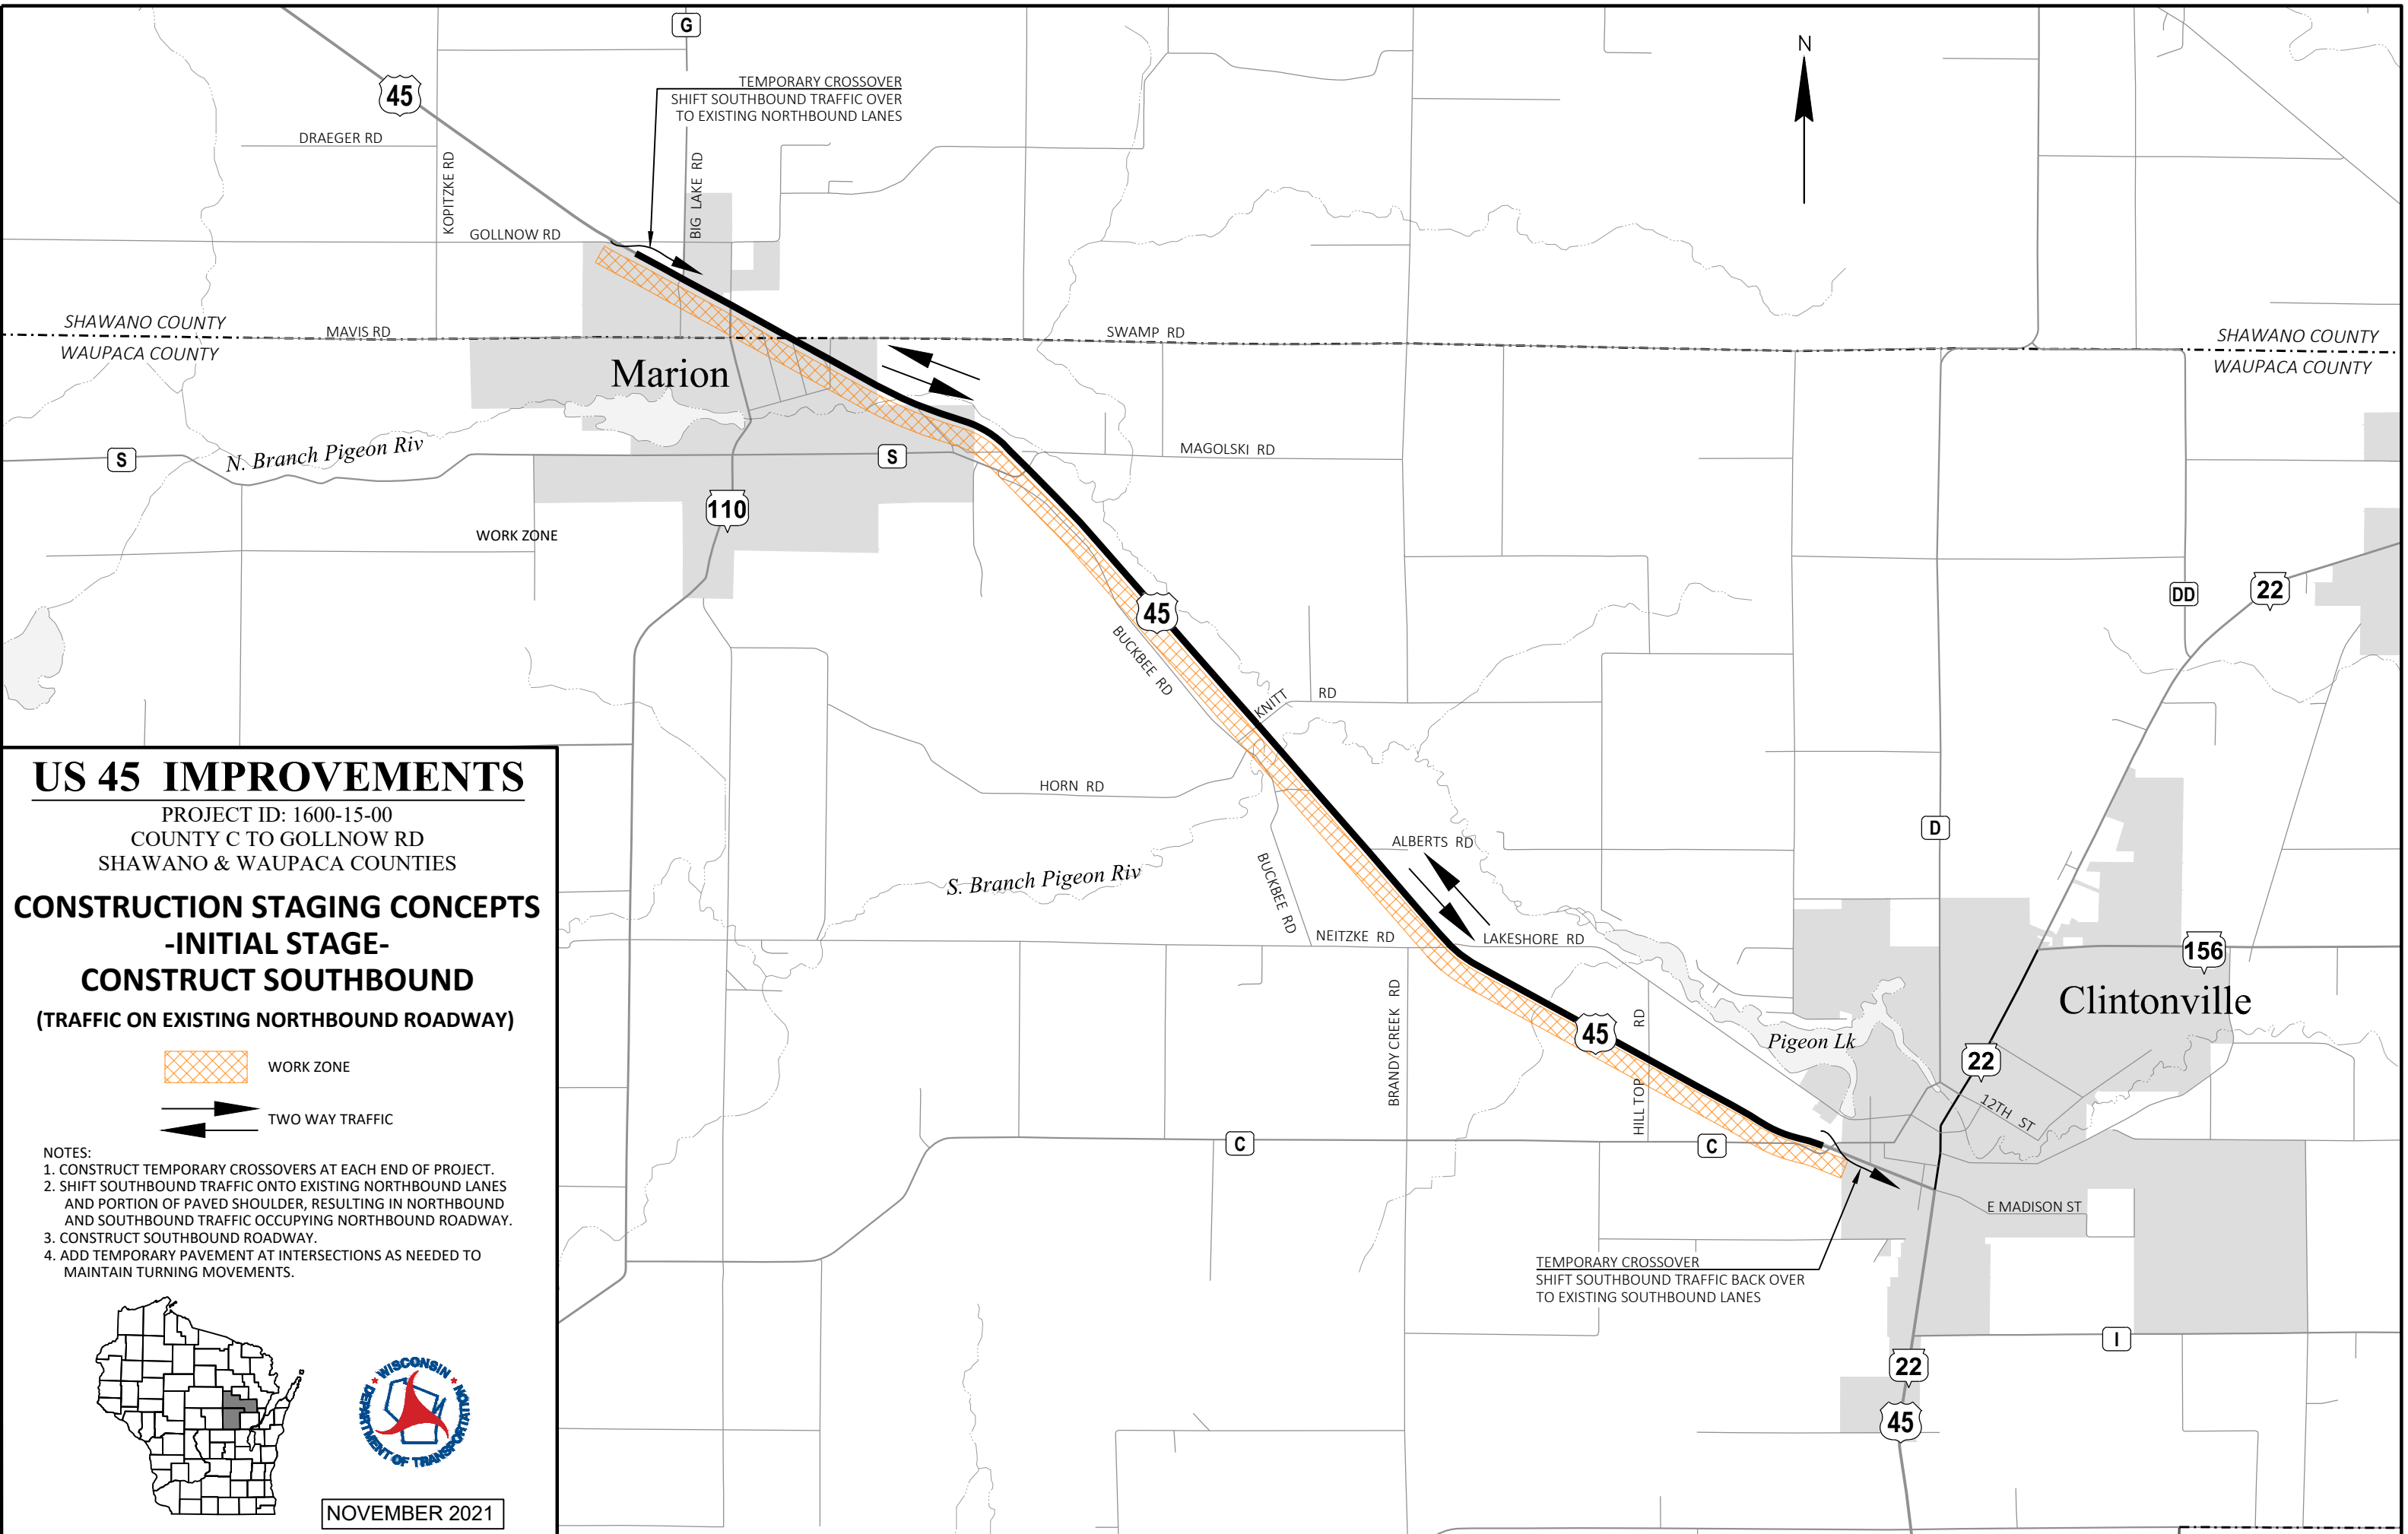 G
45
TEMPORARY CROSSOVER
SHIFT SOUTHBOUND TRAFFIC OVER
TO EXISTING NORTHBOUND LANES
N
DRAEGER RD
KOPITZKE RD
BIG LAKE RD
GOLLNOW RD
SHAWANO COUNTY
WAUPACA COUNTY
MAVIS RD
SWAMP RD
SHAWANO COUNTY
WAUPACA COUNTY
Marion
S
N. Branch Pigeon Riv
S
MAGOLSKI RD
110
WORK ZONE
45
BUCKBEE RD
KNITT RD
DD
22
HORN RD
ALBERTS RD
D
S. Branch Pigeon Riv
BUCKBEE RD
NEITZKE RD
LAKESHORE RD
156
Clintonville
BRANDY CREEK RD
45
HILL TOP RD
Pigeon Lk
22
12TH ST
C
C
E MADISON ST
TEMPORARY CROSSOVER
SHIFT SOUTHBOUND TRAFFIC BACK OVER
TO EXISTING SOUTHBOUND LANES
I
22
45
US 45 IMPROVEMENTS
PROJECT ID: 1600-15-00
COUNTY C TO GOLLNOW RD
SHAWANO & WAUPACA COUNTIES
CONSTRUCTION STAGING CONCEPTS
-INITIAL STAGE-
CONSTRUCT SOUTHBOUND
(TRAFFIC ON EXISTING NORTHBOUND ROADWAY)
WORK ZONE
TWO WAY TRAFFIC
NOTES:
1. CONSTRUCT TEMPORARY CROSSOVERS AT EACH END OF PROJECT.
2. SHIFT SOUTHBOUND TRAFFIC ONTO EXISTING NORTHBOUND LANES
AND PORTION OF PAVED SHOULDER, RESULTING IN NORTHBOUND
AND SOUTHBOUND TRAFFIC OCCUPYING NORTHBOUND ROADWAY.
3. CONSTRUCT SOUTHBOUND ROADWAY.
4. ADD TEMPORARY PAVEMENT AT INTERSECTIONS AS NEEDED TO
MAINTAIN TURNING MOVEMENTS.
WISCONSIN
DEPARTMENT OF TRANSPORTATION
NOVEMBER 2021